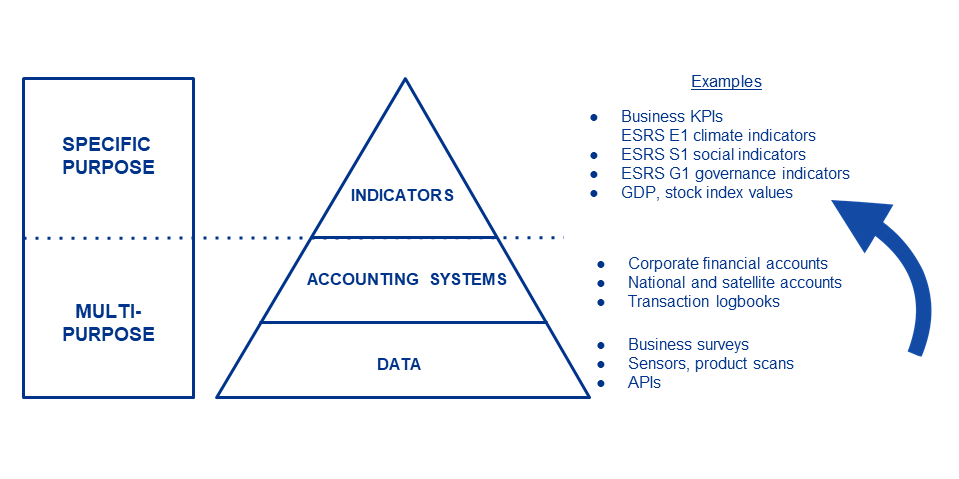 SPECIFIC
PURPOSE
MULTI-
PURPOSE
INDICATORS
ACCOUNTING SYSTEMS
DATA
Examples
● Business KPIs
ESRS E1 climate indicators
● ESRS S1 social indicators
● ESRS G1 governance indicators
● GDP, stock index values
● Corporate financial accounts
● National and satellite accounts
● Transaction logbooks
● Business surveys
● Sensors, product scans
● APIs